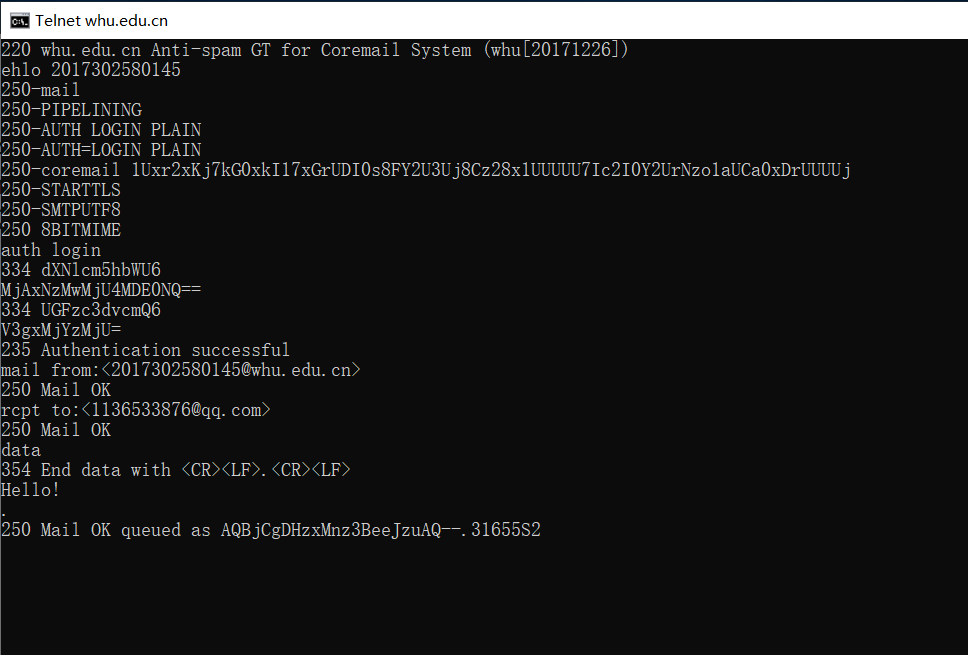 Telnet whu.edu.cn
220 whu.edu.cn Anti-spam GT for Coremail System (whu[20171226])
ehlo 2017302580145
250-mail
250-PIPELINING
250-AUTH LOGIN PLAIN
250-AUTH=LOGIN PLAIN
250-coremail 1Uxr2xKj7kG0xkI17xGrUDI0s8FY2U3Uj8Cz28x1UUUUU7Ic2I0Y2UrNzolaUCa0xDrUUUUj
250-STARTTLS
250-SMTPUTF8
250 8BITMIME
auth login
334 dXNlcm5hbWU6
MjAxNzMwMjU4MDE0NQ==
334 UGFzc3dvcmQ6
V3gxMjYzMjU=
235 Authentication successful
mail from:<2017302580145@whu.edu.cn>
250 Mail OK
rcpt to:<1136533876@qq.com>
250 Mail OK
data
354 End data with <CR><LF>.<CR><LF>
Hello!
.
250 Mail OK queued as AQBjCgDHzxMnz3BeeJzuAQ--.31655S2